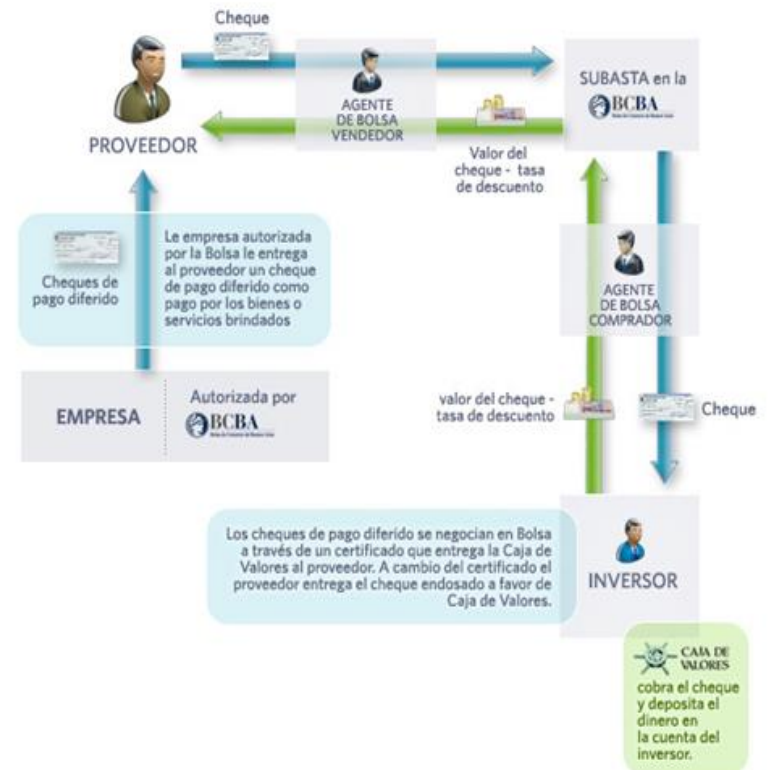 Cheque
PROVEEDOR
AGENTE
DE BOLSA
VENDEDOR
SUBASTA en la
BCBA
Valor del
cheque - tasa
de descuento
Cheques de
pago diferido
Le empresa autorizada
por la Bolsa le entrega
al proveedor un cheque
de pago diferido como
pago por los bienes o
servicios brindados
AGENTE
DE BOLSA
COMPRADOR
EMPRESA
Autorizada por
BCBA
valor del cheque -
tasa de descuento
Cheque
Los cheques de pago diferido se negocian en Bolsa
a través de un certificado que entrega la Caja de
Valores al proveedor. A cambio del certificado el
proveedor entrega el cheque endosado a favor de
Caja de Valores.
INVERSOR
CAJA DE
VALORES
cobra el cheque
y deposita el
dinero en
la cuenta del
inversor.